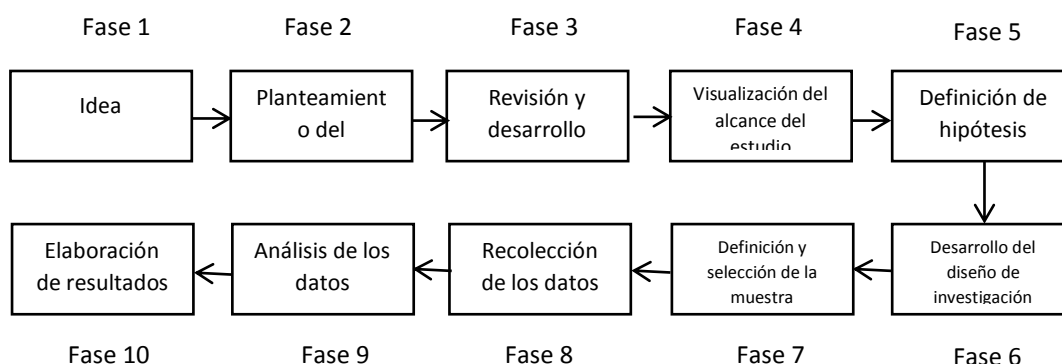 Fase 1
Fase 2
Fase 3
Fase 4
Fase 5
Idea
Planteamient
o del
Revisión y
desarrollo
Visualización del
alcance del
estudio
Definición de
hipótesis
Elaboración
de resultados
Análisis de los
datos
Recolección
de los datos
Definición y
selección de la
muestra
Desarrollo del
diseño de
investigación
Fase 10
Fase 9
Fase 8
Fase 7
Fase 6